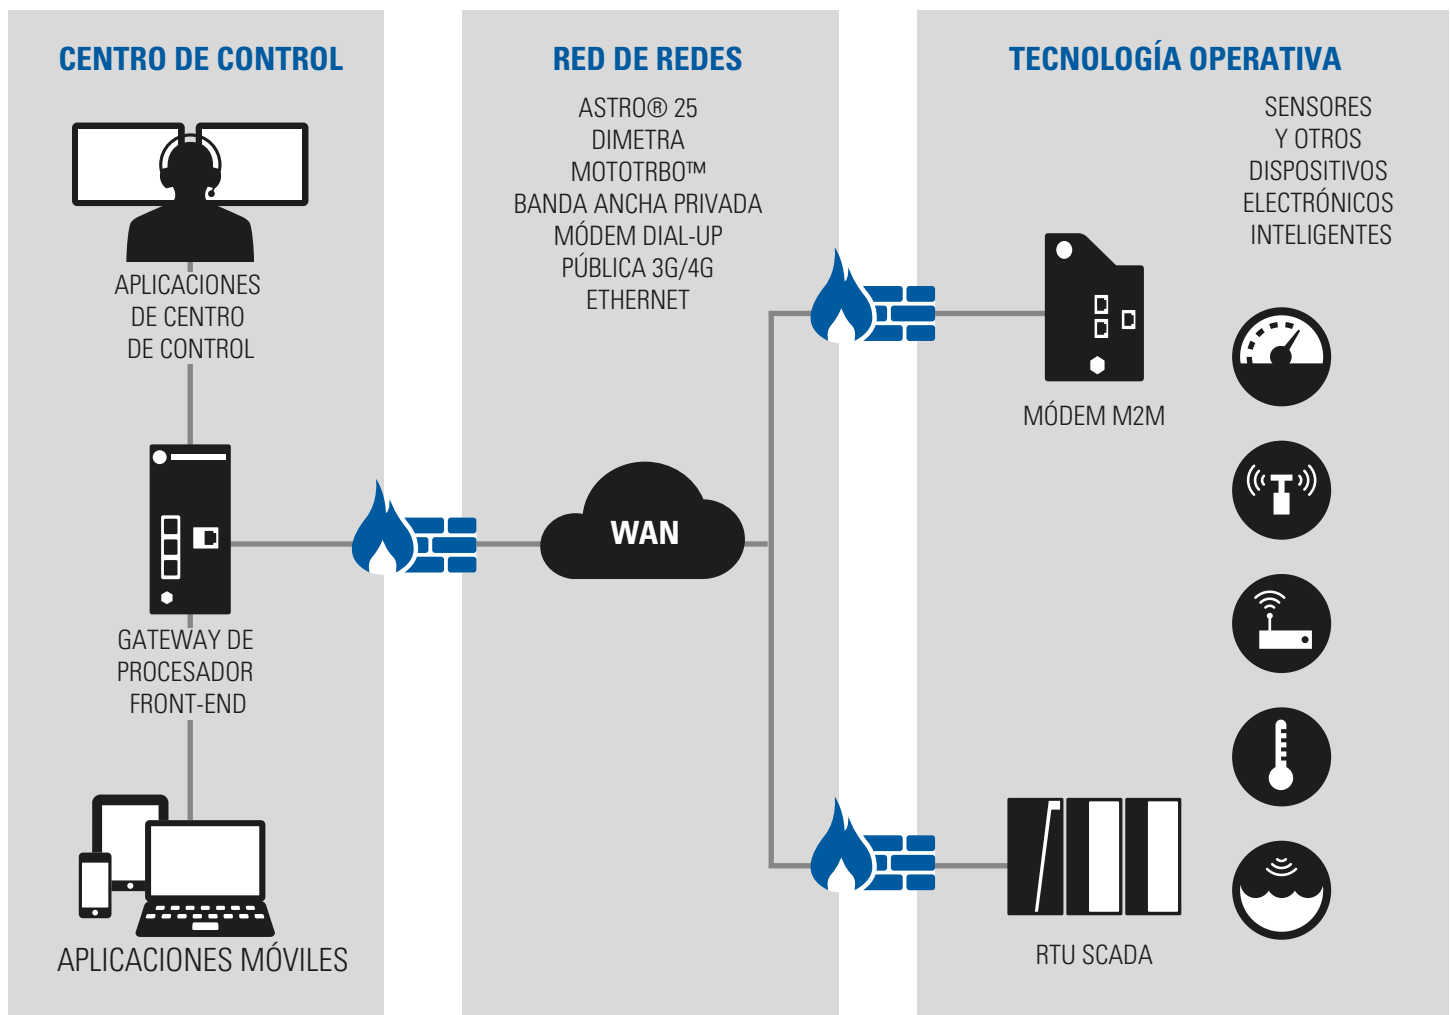 CENTRO DE CONTROL
APLICACIONES
DE CENTRO
DE CONTROL
GATEWAY DE
PROCESADOR
FRONT-END
APLICACIONES MÓVILES
RED DE REDES
ASTRO® 25
DIMETRA
MOTOTRBO™
BANDA ANCHA PRIVADA
MÓDEM DIAL-UP
PÚBLICA 3G/4G
ETHERNET
WAN
TECNOLOGÍA OPERATIVA
SENSORES
Y OTROS
DISPOSITIVOS
ELECTRÓNICOS
INTELIGENTES
MÓDEM M2M
RTU SCADA